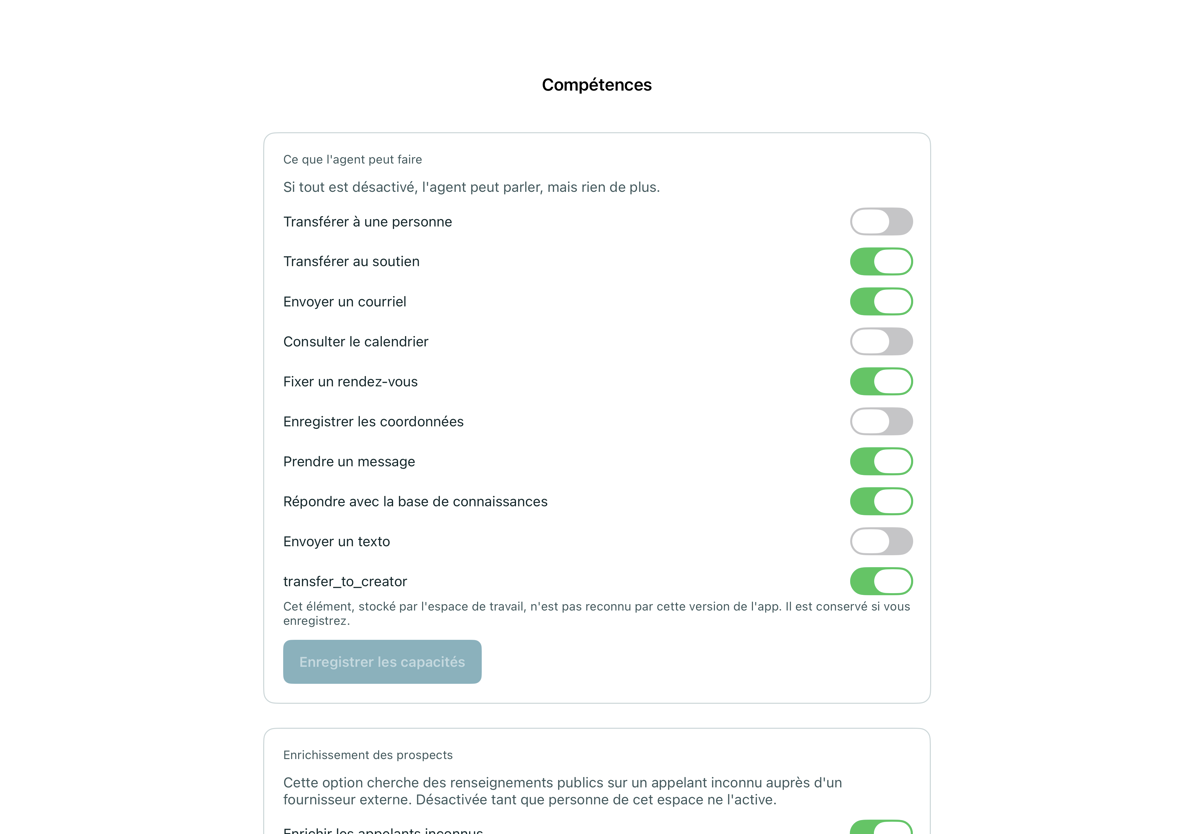 Compétences
Ce que l'agent peut faire
Si tout est désactivé, l'agent peut parler, mais rien de plus.
Transférer à une personne
Transférer au soutien
Envoyer un courriel
Consulter le calendrier
Fixer un rendez-vous
Enregistrer les coordonnées
Prendre un message
Répondre avec la base de connaissances
Envoyer un texto
transfer_to_creator
Cet élément, stocké par l'espace de travail, n'est pas reconnu par cette version de l'app. Il est conservé si vous
enregistrez.
Enregistrer les capacités
Enrichissement des prospects
Cette option cherche des renseignements publics sur un appelant inconnu auprès d'un
fournisseur externe. Désactivée tant que personne de cet espace ne l'active.
Enrichir les appelants inconnus